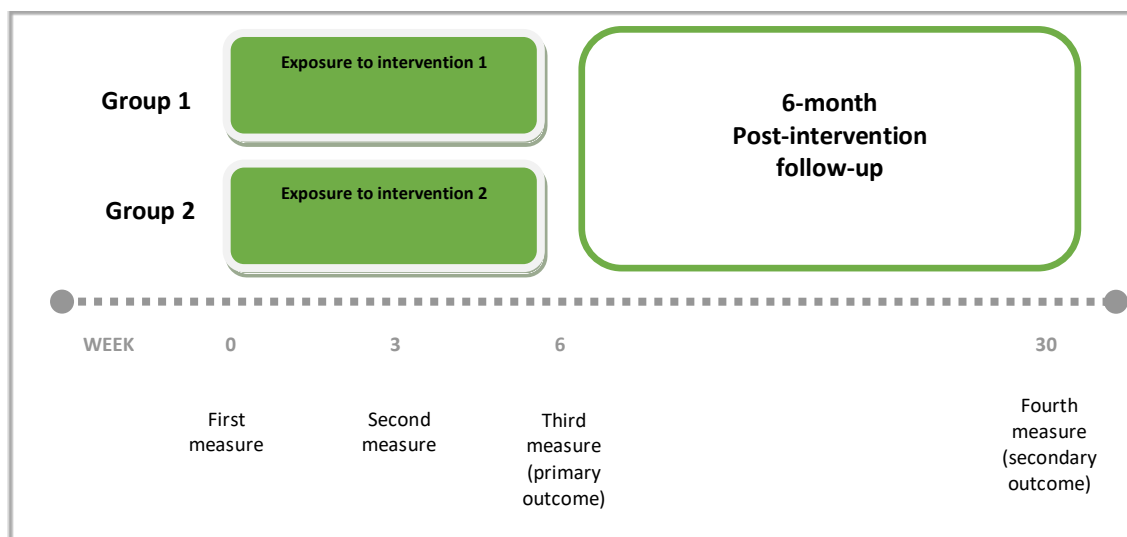 Exposure to intervention 1
Group 1
6-month
Post-intervention
follow-up
Exposure to intervention 2
Group 2
WEEK 0 3 6 30
First
measure
Second
measure
Third
measure
(primary
outcome)
Fourth
measure
(secondary
outcome)